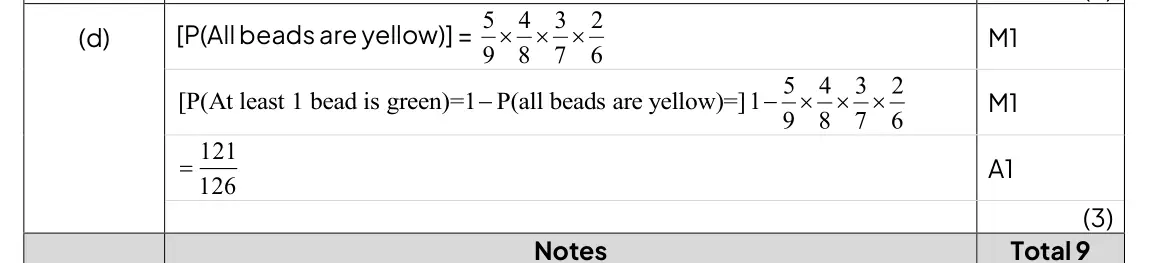 (d) [P(All beads are yellow)] = 5/9 × 4/8 × 3/7 × 2/6 M1
[P(At least 1 bead is green)=1− P(all beads are yellow)=] 1− 5/9 × 4/8 × 3/7 × 2/6 M1
= 121/126 A1
(3)
Notes Total 9